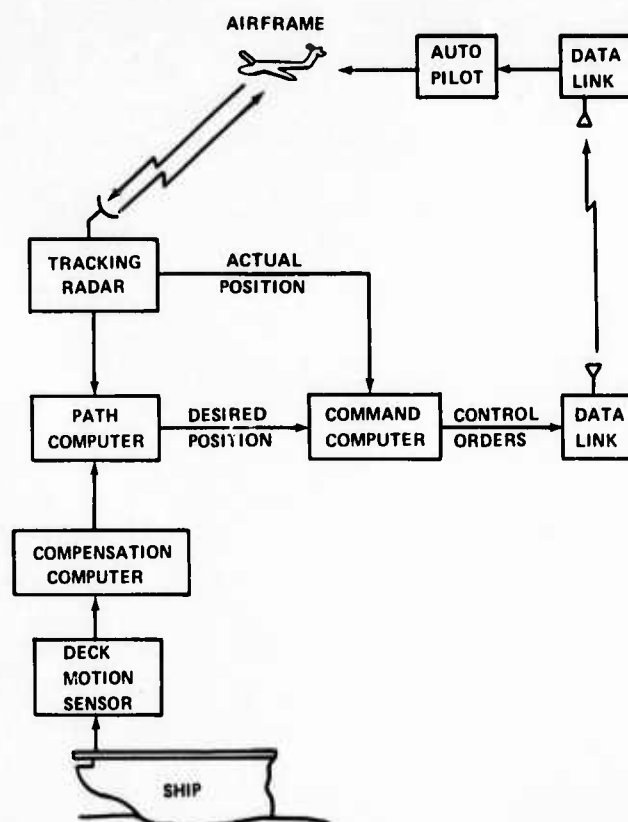 AIRFRAME
AUTO
PILOT
DATA
LINK
TRACKING
RADAR
ACTUAL
POSITION
PATH
COMPUTER
DESIRED
POSITION
COMMAND
COMPUTER
CONTROL
ORDERS
DATA
LINK
COMPENSATION
COMPUTER
DECK
MOTION
SENSOR
SHIP